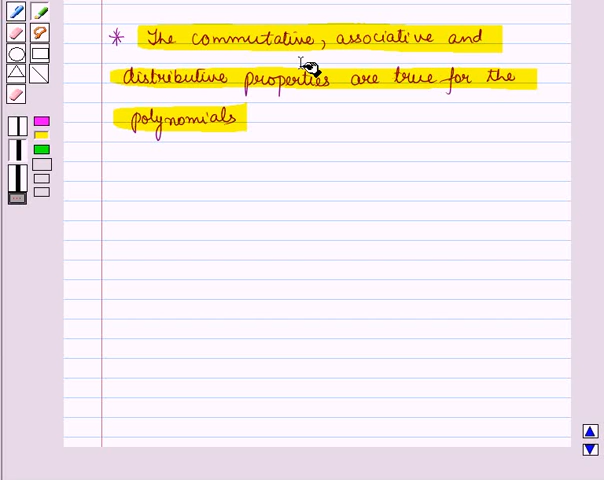 * The commutative, associative and
distributive properties are true for the
polynomials